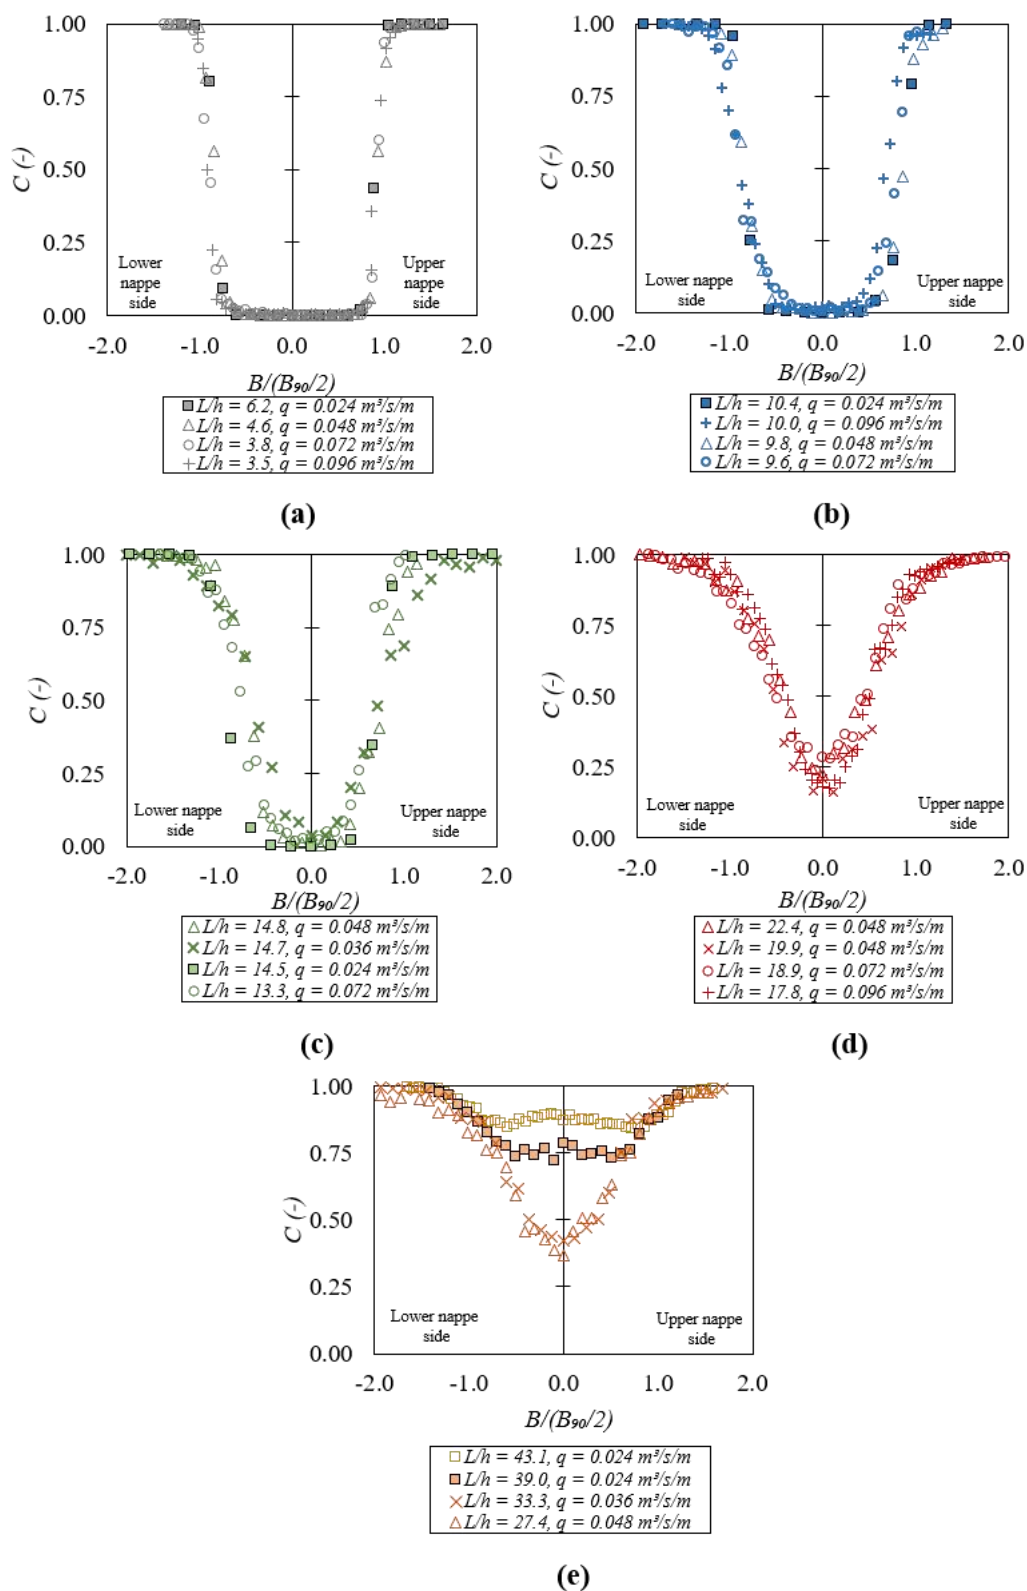 1.00
0.75
0.50
0.25
0.00
C (-)
Lower
nappe
side
Upper
nappe
side
-2.0 -1.0 0.0 1.0 2.0
B/(B₉₀/2)
L/h = 6.2, q = 0.024 m³/s/m
L/h = 4.6, q = 0.048 m³/s/m
L/h = 3.8, q = 0.072 m³/s/m
L/h = 3.5, q = 0.096 m³/s/m
(a)
1.00
0.75
0.50
0.25
0.00
C (-)
Lower nappe
side
Upper nappe
side
-2.0 -1.0 0.0 1.0 2.0
B/(B₉₀/2)
L/h = 10.4, q = 0.024 m³/s/m
L/h = 10.0, q = 0.096 m³/s/m
L/h = 9.8, q = 0.048 m³/s/m
L/h = 9.6, q = 0.072 m³/s/m
(b)
1.00
0.75
0.50
0.25
0.00
C (-)
Lower nappe
side
Upper nappe
side
-2.0 -1.0 0.0 1.0 2.0
B/(B₉₀/2)
L/h = 14.8, q = 0.048 m³/s/m
L/h = 14.7, q = 0.036 m³/s/m
L/h = 14.5, q = 0.024 m³/s/m
L/h = 13.3, q = 0.072 m³/s/m
(c)
1.00
0.75
0.50
0.25
0.00
C (-)
Lower nappe
side
Upper nappe
side
-2.0 -1.0 0.0 1.0 2.0
B/(B₉₀/2)
L/h = 22.4, q = 0.048 m³/s/m
L/h = 19.9, q = 0.048 m³/s/m
L/h = 18.9, q = 0.072 m³/s/m
L/h = 17.8, q = 0.096 m³/s/m
(d)
1.00
0.75
0.50
0.25
0.00
C (-)
Lower nappe
side
Upper nappe
side
-2.0 -1.0 0.0 1.0 2.0
B/(B₉₀/2)
L/h = 43.1, q = 0.024 m³/s/m
L/h = 39.0, q = 0.024 m³/s/m
L/h = 33.3, q = 0.036 m³/s/m
L/h = 27.4, q = 0.048 m³/s/m
(e)